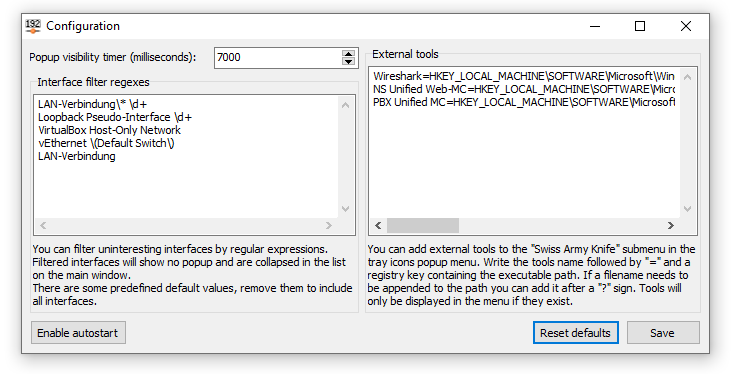 192
Configuration
Popup visibility timer (milliseconds):
7000
Interface filter regexes
LAN-Verbindung\* \d+
Loopback Pseudo-Interface \d+
VirtualBox Host-Only Network
vEthernet \(Default Switch\)
LAN-Verbindung
You can filter uninteresting interfaces by regular expressions.
Filtered interfaces will show no popup and are collapsed in the list
on the main window.
There are some predefined default values, remove them to include
all interfaces.
External tools
Wireshark=HKEY_LOCAL_MACHINE\SOFTWARE\Microsoft\Win
NS Unified Web-MC=HKEY_LOCAL_MACHINE\SOFTWARE\Micro
PBX Unified MC=HKEY_LOCAL_MACHINE\SOFTWARE\Microsoft
You can add external tools to the "Swiss Army Knife" submenu in the
tray icons popup menu. Write the tools name followed by "=" and a
registry key containing the executable path. If a filename needs to
be appended to the path you can add it after a "?" sign. Tools will
only be displayed in the menu if they exist.
Enable autostart
Reset defaults
Save